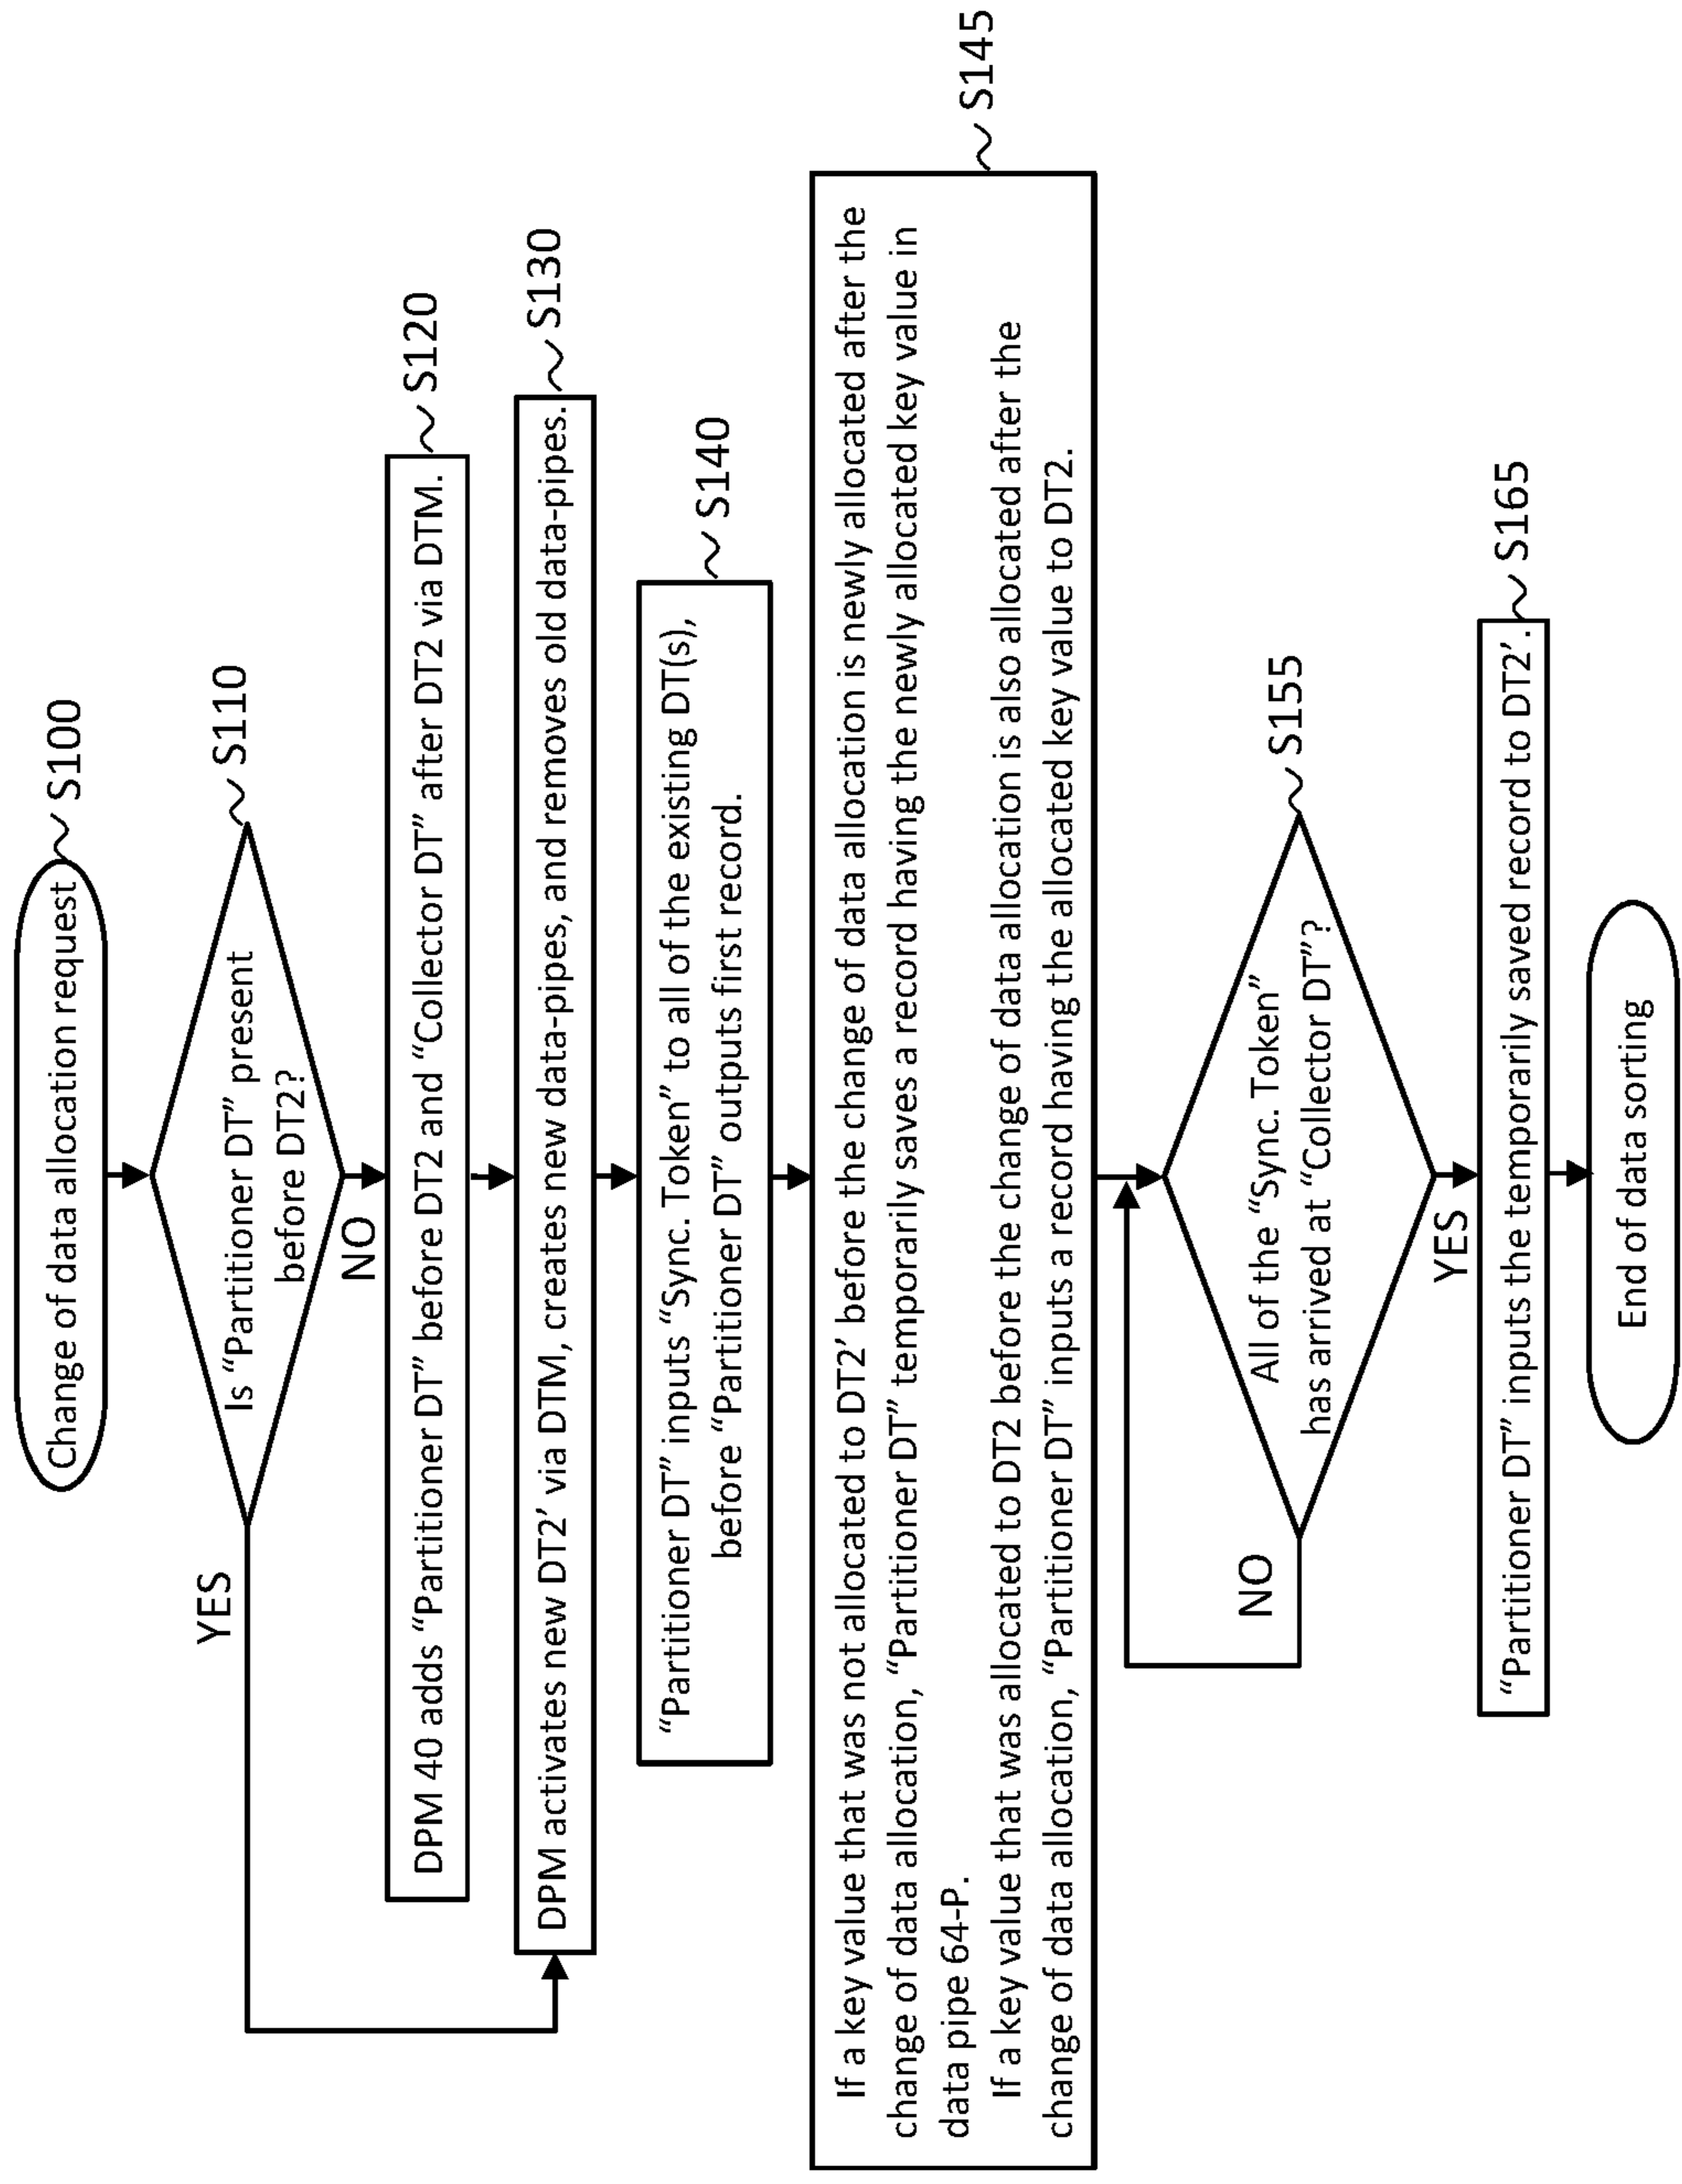 Change of data allocation request
S100
Is “Partitioner DT” present
before DT2?
S110
YES
NO
DPM 40 adds “Partitioner DT” before DT2 and “Collector DT” after DT2 via DTM.
S120
DPM activates new DT2’ via DTM, creates new data-pipes, and removes old data-pipes.
S130
“Partitioner DT” inputs “Sync. Token” to all of the existing DT(s),
before “Partitioner DT” outputs first record.
S140
If a key value that was not allocated to DT2’ before the change of data allocation is newly allocated after the
change of data allocation, “Partitioner DT” temporarily saves a record having the newly allocated key value in
data pipe 64-P.
If a key value that was allocated to DT2 before the change of data allocation is also allocated after the
change of data allocation, “Partitioner DT” inputs a record having the allocated key value to DT2.
S145
All of the “Sync. Token”
has arrived at “Collector DT”?
S155
NO
YES
“Partitioner DT” inputs the temporarily saved record to DT2’.
S165
End of data sorting